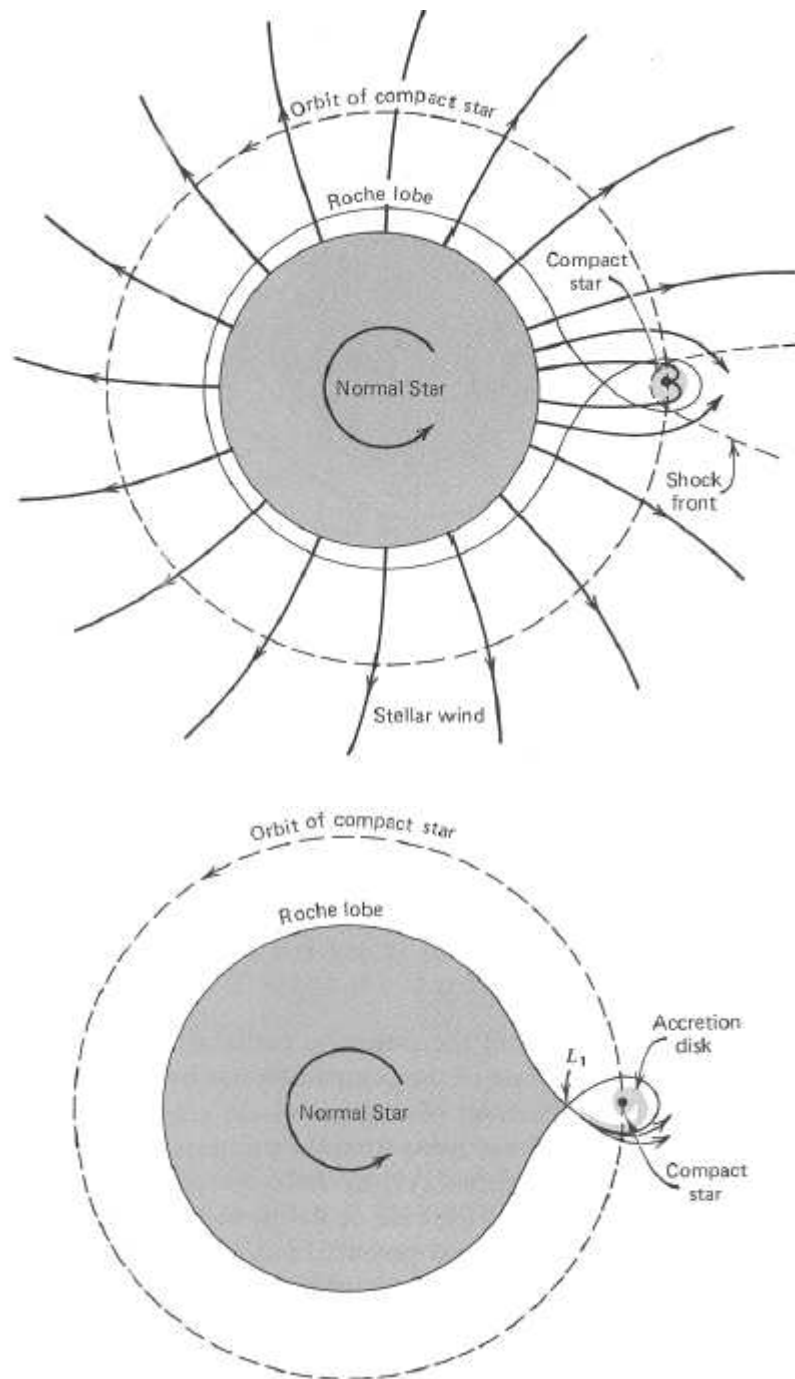 Orbit of compact star
Roche lobe
Compact
star
Normal Star
Shock
front
Stellar wind
Orbit of compact star
Roche lobe
Accretion
disk
L₁
Normal Star
Compact
star